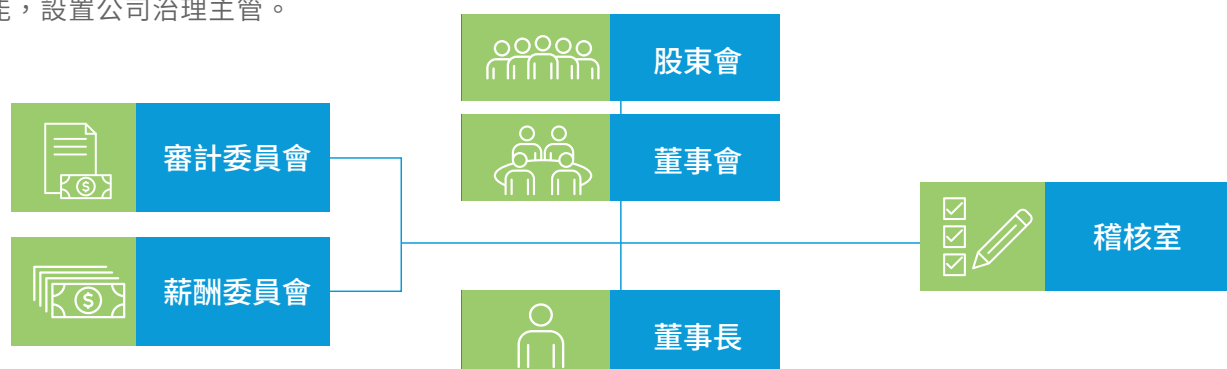 能，設置公司治理主管。
股東會
審計委員會
董事會
稽核室
薪酬委員會
董事長